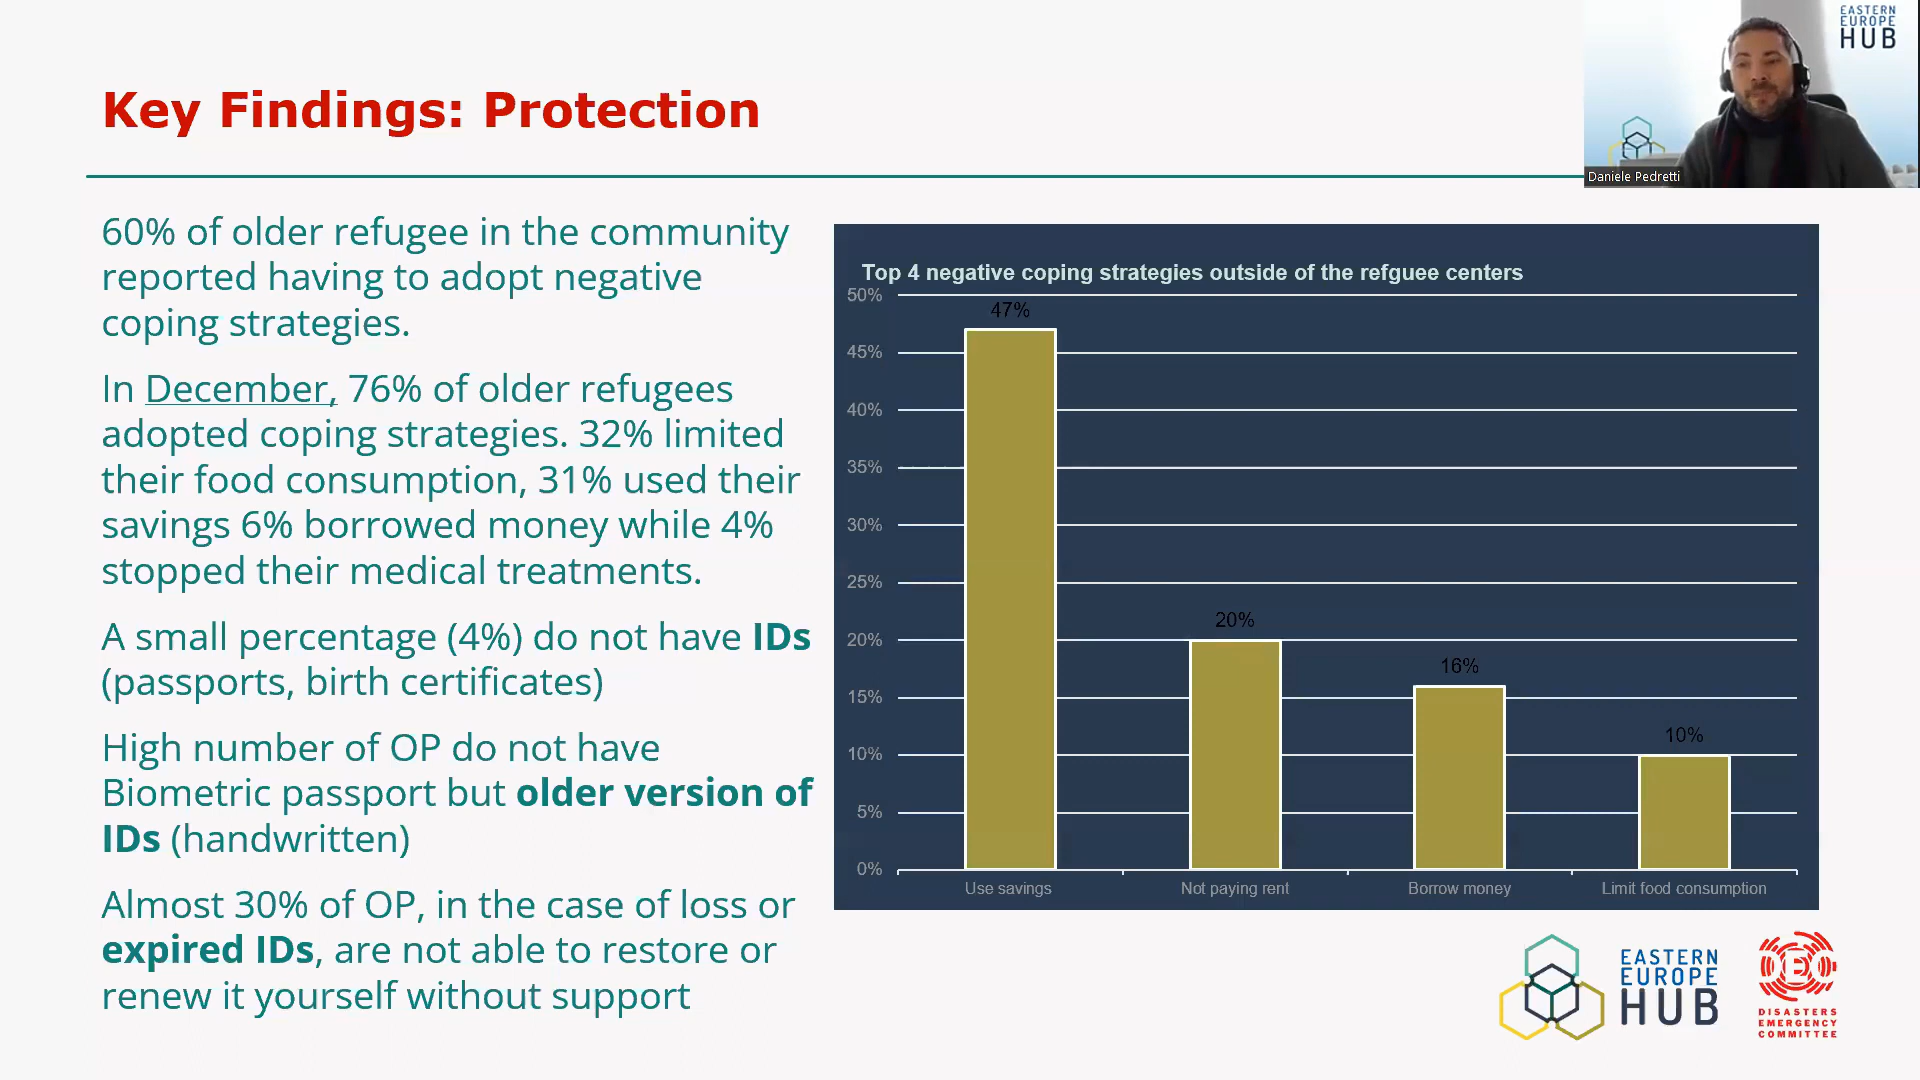 EASTERN
EUROPE
HUB
Daniele Pedretti
Key Findings: Protection
60% of older refugee in the community
reported having to adopt negative
coping strategies.
In December, 76% of older refugees
adopted coping strategies. 32% limited
their food consumption, 31% used their
savings 6% borrowed money while 4%
stopped their medical treatments.
A small percentage (4%) do not have IDs
(passports, birth certificates)
High number of OP do not have
Biometric passport but older version of
IDs (handwritten)
Almost 30% of OP, in the case of loss or
expired IDs, are not able to restore or
renew it yourself without support
Top 4 negative coping strategies outside of the refguee centers
50%
45%
40%
35%
30%
25%
20%
15%
10%
5%
0%
47%
20%
16%
10%
Use savings
Not paying rent
Borrow money
Limit food consumption
EASTERN
EUROPE
HUB
DEC
DISASTERS
EMERGENCY
COMMITTEE